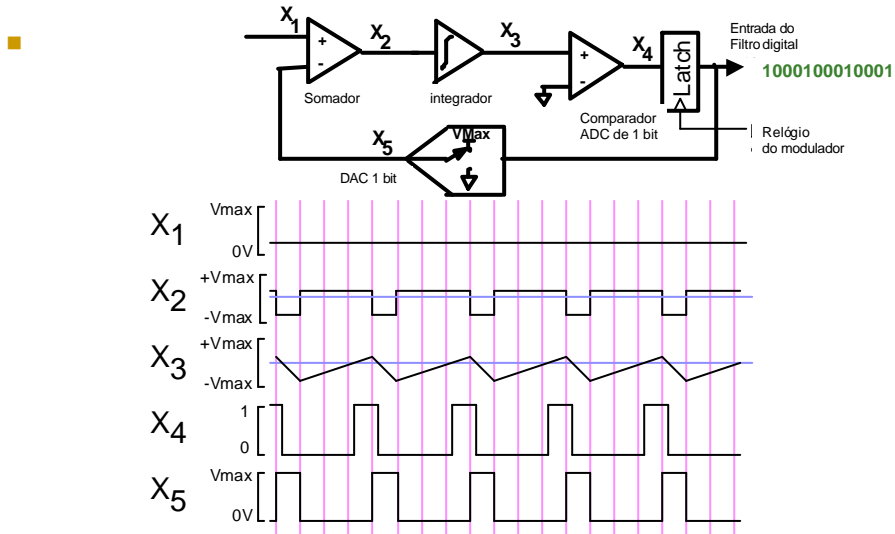 X1
X2
X3
X4
+
-
Somador
integrador
+
-
Comparador
ADC de 1 bit
Latch
Entrada do
Filtro digital
1000100010001
Relógio
do modulador
X5
VMax
DAC 1 bit
X1
Vmax
0V
X2
+Vmax
-Vmax
X3
+Vmax
-Vmax
X4
1
0
X5
Vmax
0V